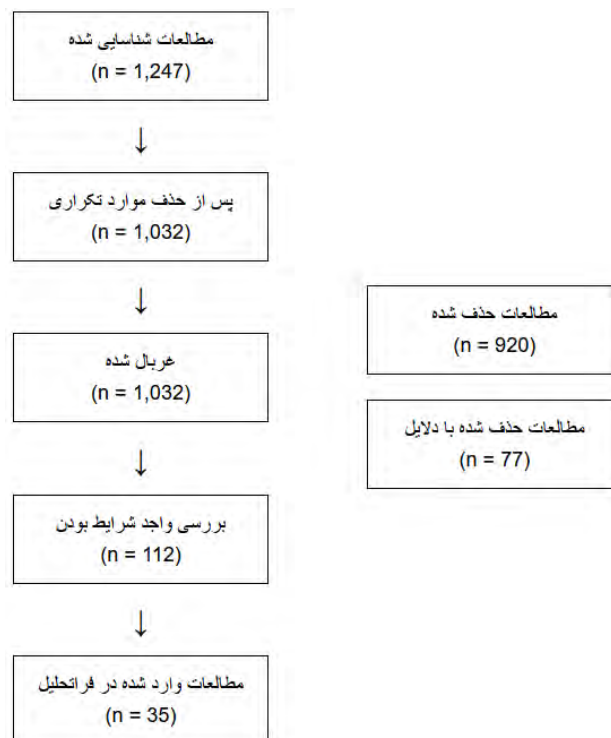 مطالعات شناسایی شده
(n = 1,247)
↓
پس از حذف موارد تکراری
(n = 1,032)
↓
غربال شده
(n = 1,032)
مطالعات حذف شده
(n = 920)
↓
مطالعات حذف شده با دلایل
(n = 77)
بررسی واجد شرایط بودن
(n = 112)
↓
مطالعات وارد شده در فراتحلیل
(n = 35)